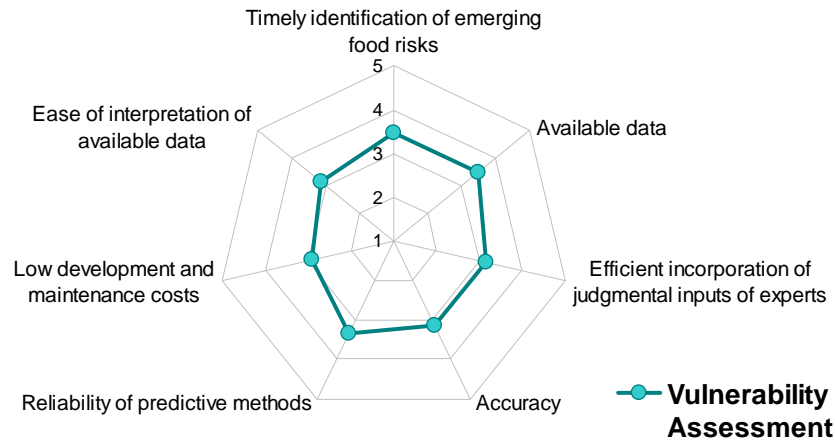 Timely identification of emerging
food risks
5
4
3
2
1
Ease of interpretation of
available data
Available data
Low development and
maintenance costs
Efficient incorporation of
judgmental inputs of experts
Reliability of predictive methods
Accuracy
Vulnerability
Assessment